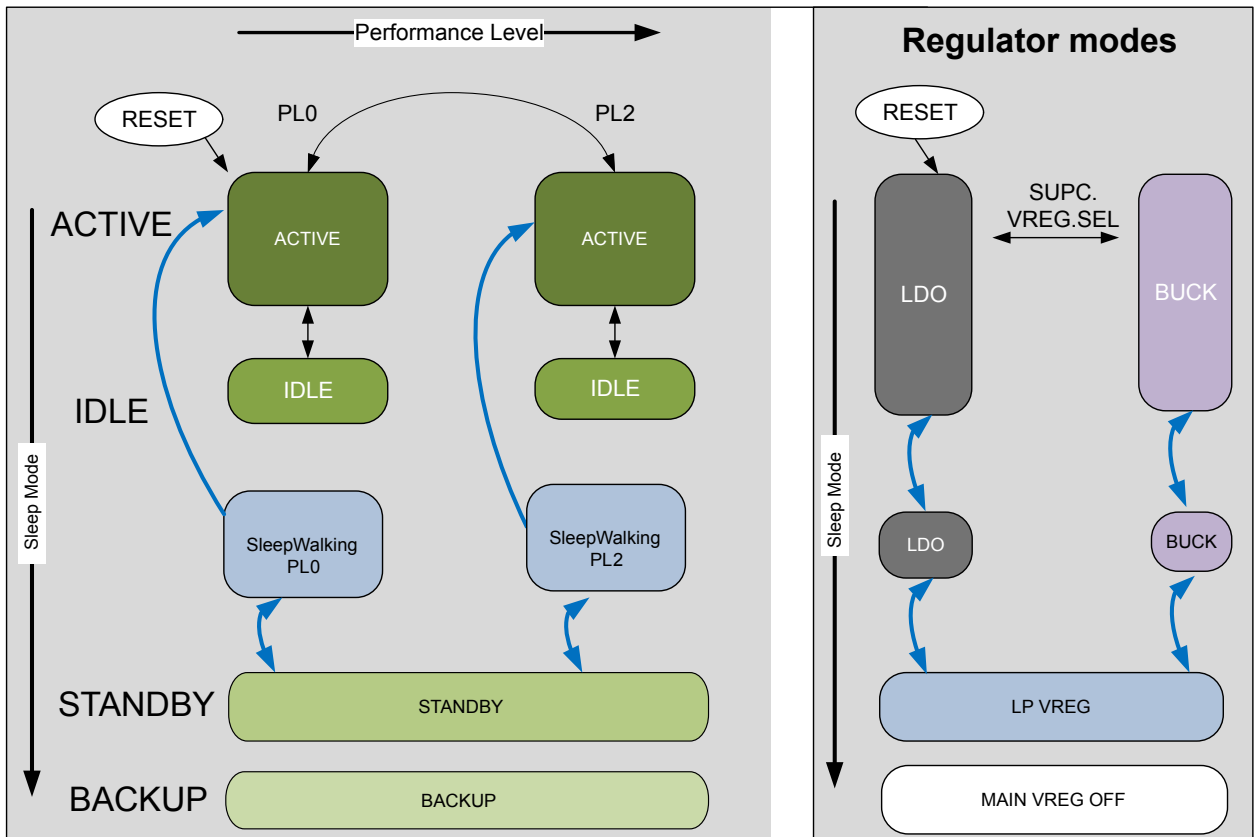 Performance Level
RESET
PL0
PL2
ACTIVE
ACTIVE
ACTIVE
IDLE
IDLE
IDLE
Sleep Mode
SleepWalking
PL0
SleepWalking
PL2
STANDBY
STANDBY
BACKUP
BACKUP
Regulator modes
RESET
SUPC.
VREG.SEL
LDO
BUCK
Sleep Mode
LDO
BUCK
LP VREG
MAIN VREG OFF